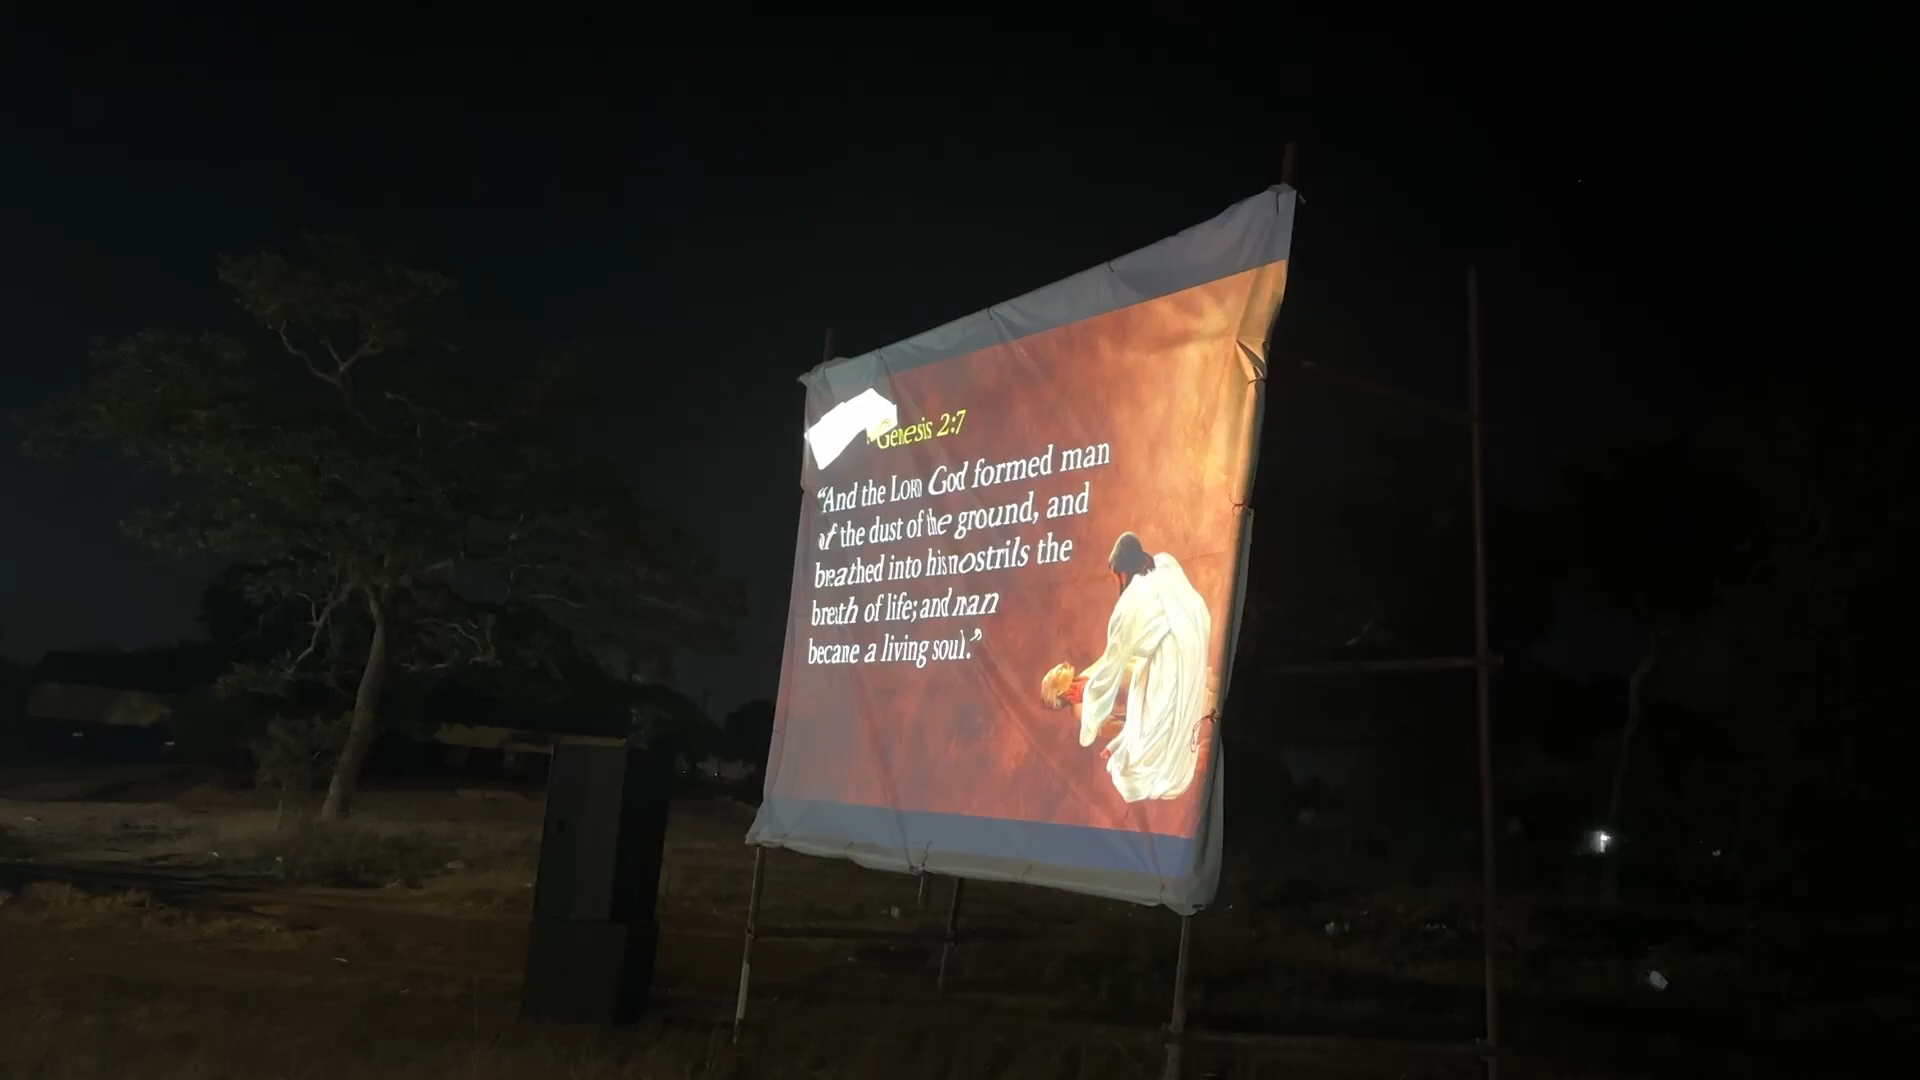 Genesis 2:7
“And the LORD God formed man
of the dust of the ground, and
breathed into his nostrils the
breath of life; and man
became a living soul.”